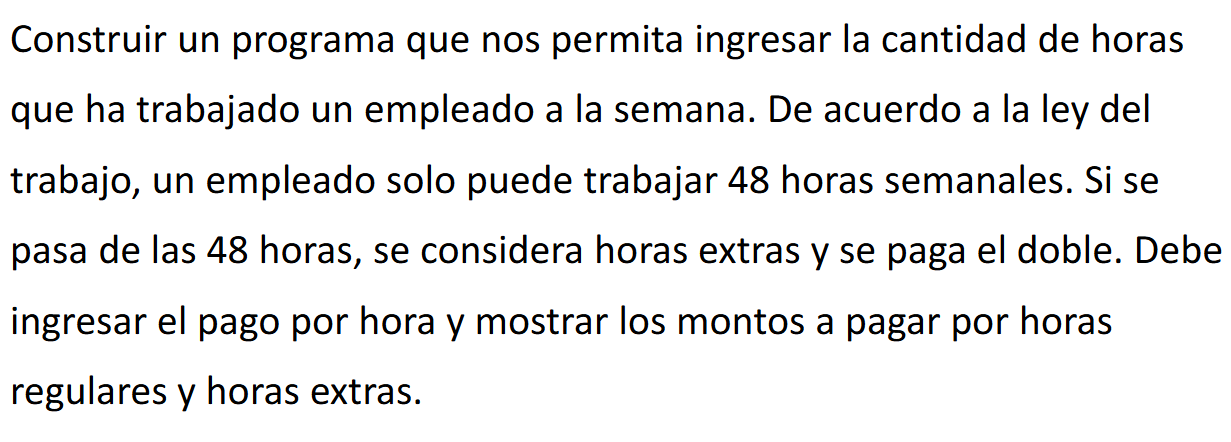 Construir un programa que nos permita ingresar la cantidad de horas
que ha trabajado un empleado a la semana. De acuerdo a la ley del
trabajo, un empleado solo puede trabajar 48 horas semanales. Si se
pasa de las 48 horas, se considera horas extras y se paga el doble. Debe
ingresar el pago por hora y mostrar los montos a pagar por horas
regulares y horas extras.